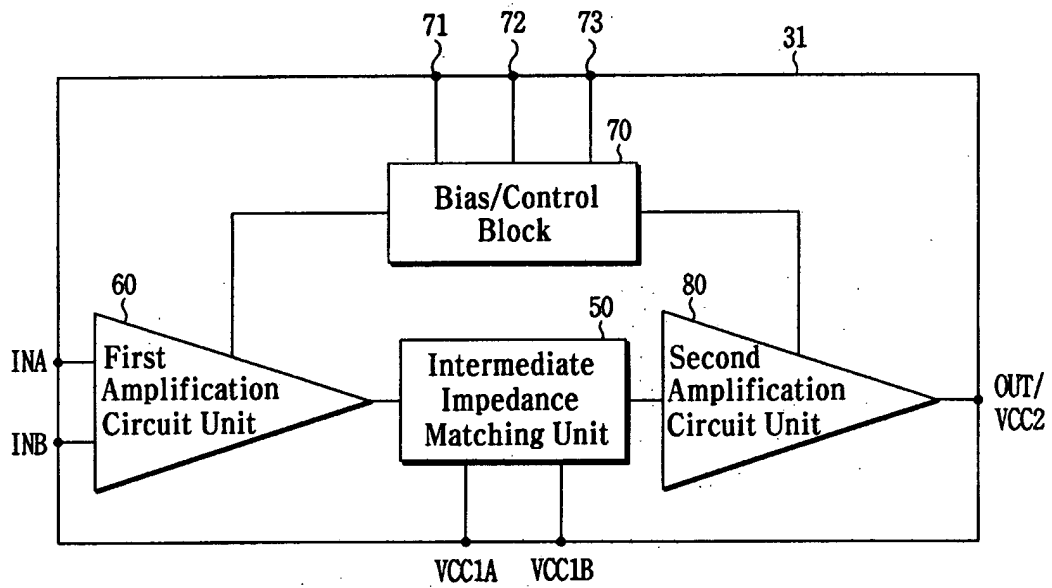 71
72
73
31
70
Bias/Control
Block
60
First
Amplification
Circuit Unit
50
Intermediate
Impedance
Matching Unit
80
Second
Amplification
Circuit Unit
INA
INB
OUT/
VCC2
VCC1A
VCC1B